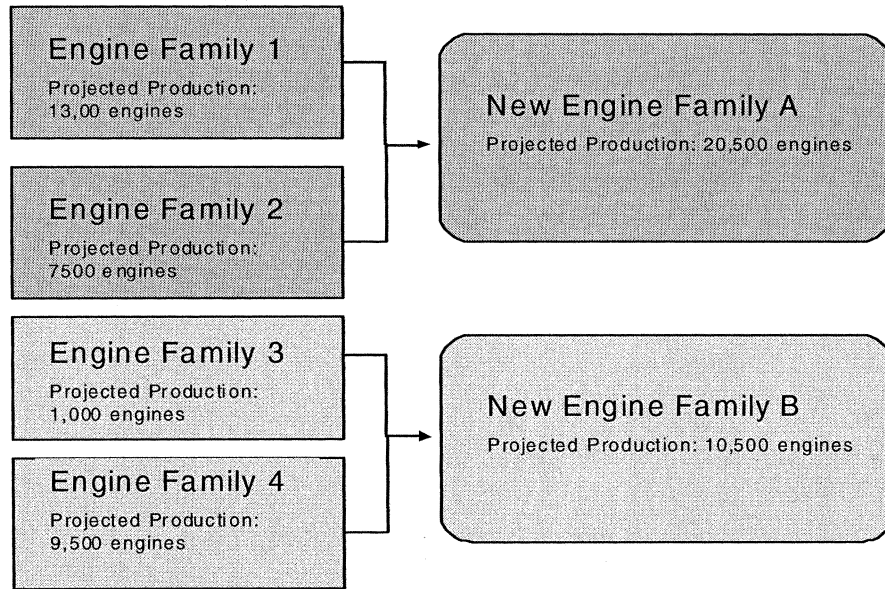 Engine Family 1
Projected Production:
13,00 engines
Engine Family 2
Projected Production:
7500 engines
Engine Family 3
Projected Production:
1,000 engines
Engine Family 4
Projected Production:
9,500 engines
New Engine Family A
Projected Production: 20,500 engines
New Engine Family B
Projected Production: 10,500 engines